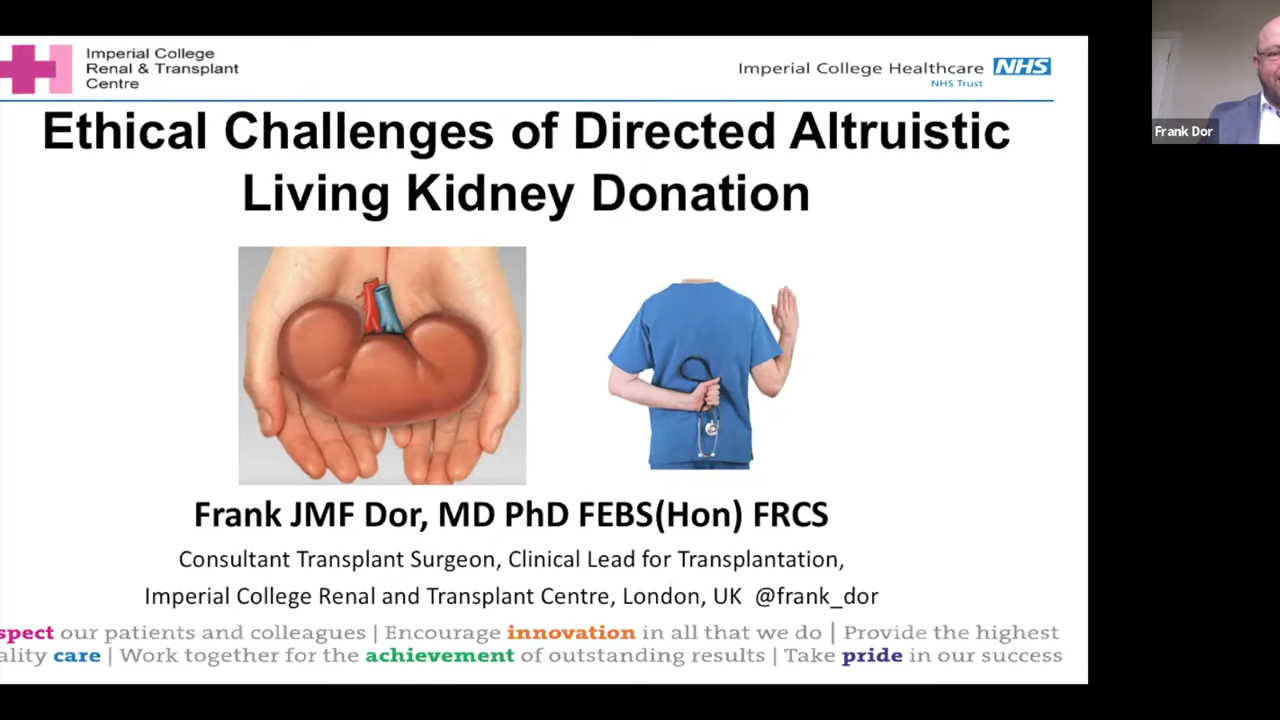 Imperial College
Renal & Transplant
Centre
Imperial College Healthcare NHS
NHS Trust
Ethical Challenges of Directed Altruistic
Living Kidney Donation
Frank JMF Dor, MD PhD FEBS(Hon) FRCS
Consultant Transplant Surgeon, Clinical Lead for Transplantation,
Imperial College Renal and Transplant Centre, London, UK @frank_dor
spect our patients and colleagues | Encourage innovation in all that we do | Provide the highest
ality care | Work together for the achievement of outstanding results | Take pride in our success
Frank Dor